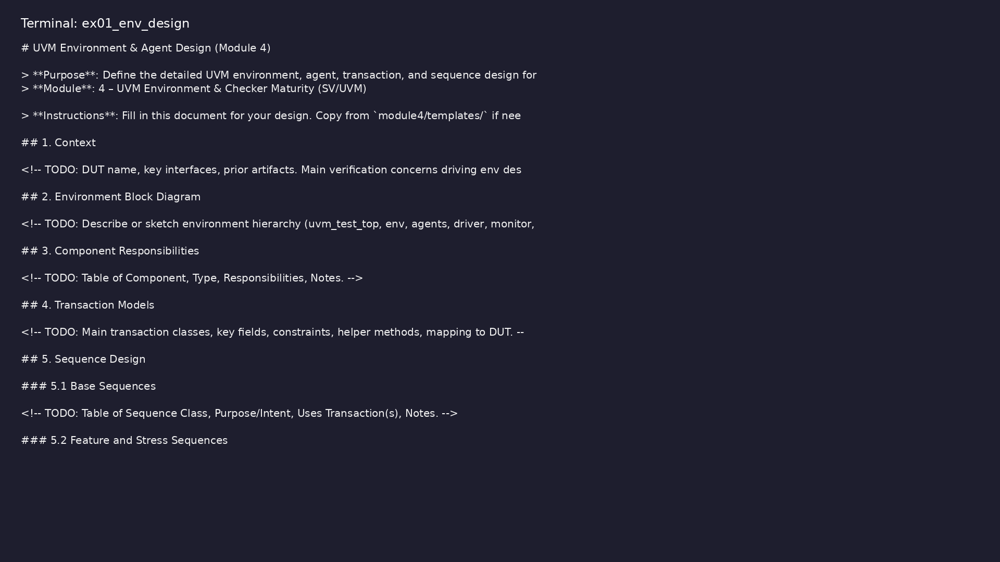 Terminal: ex01_env_design
# UVM Environment & Agent Design (Module 4)
> **Purpose**: Define the detailed UVM environment, agent, transaction, and sequence design for
> **Module**: 4 – UVM Environment & Checker Maturity (SV/UVM)
> **Instructions**: Fill in this document for your design. Copy from `module4/templates/` if nee
## 1. Context
<!-- TODO: DUT name, key interfaces, prior artifacts. Main verification concerns driving env des
## 2. Environment Block Diagram
<!-- TODO: Describe or sketch environment hierarchy (uvm_test_top, env, agents, driver, monitor,
## 3. Component Responsibilities
<!-- TODO: Table of Component, Type, Responsibilities, Notes. -->
## 4. Transaction Models
<!-- TODO: Main transaction classes, key fields, constraints, helper methods, mapping to DUT. --
## 5. Sequence Design
### 5.1 Base Sequences
<!-- TODO: Table of Sequence Class, Purpose/Intent, Uses Transaction(s), Notes. -->
### 5.2 Feature and Stress Sequences